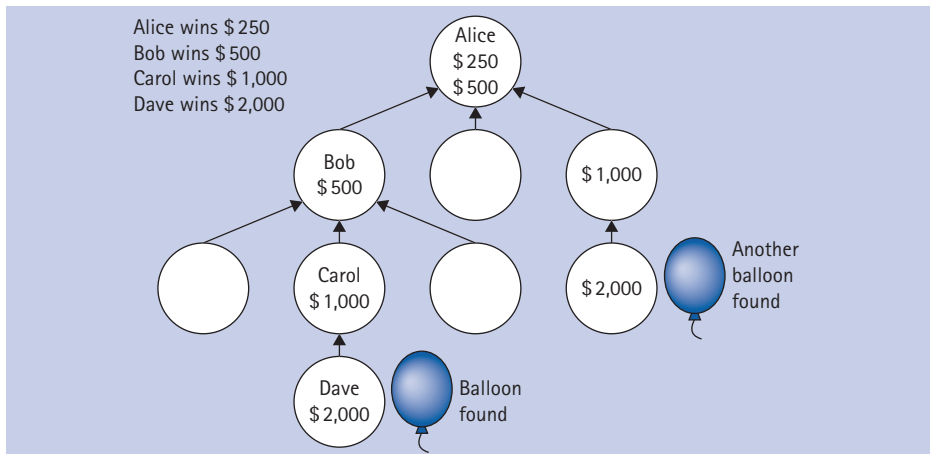 Alice wins $250
Bob wins $500
Carol wins $1,000
Dave wins $2,000
Alice
$250
$500
Bob
$500
$1,000
Carol
$1,000
$2,000
Another
balloon
found
Dave
$2,000
Balloon
found